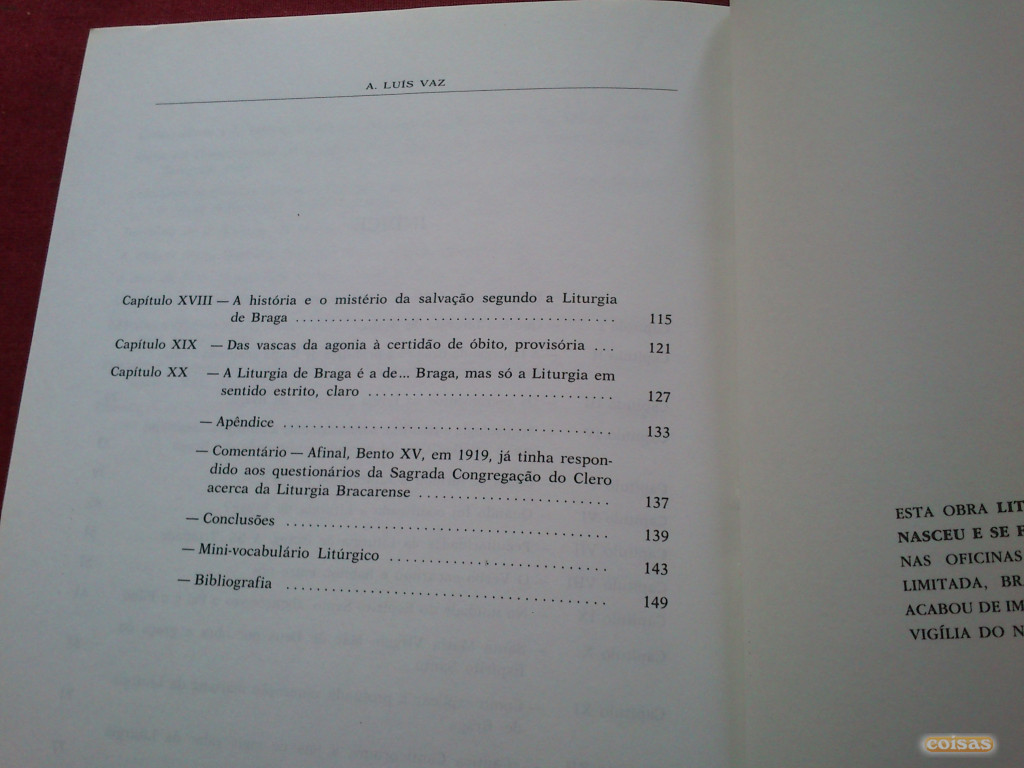 A. LUÍS VAZ
Capítulo XVIII — A história e o mistério da salvação segundo a Liturgia
de Braga ............................................ 115
Capítulo XIX — Das vascas da agonia à certidão de óbito, provisória ... 121
Capítulo XX — A Liturgia de Braga é a de... Braga, mas só a Liturgia em
sentido estrito, claro .................................. 127
— Apêndice .............................................. 133
— Comentário — Afinal, Bento XV, em 1919, já tinha respon-
dido aos questionários da Sagrada Congregação do Clero
acerca da Liturgia Bracarense ........................... 137
— Conclusões ............................................ 139
— Mini-vocabulário Litúrgico ............................ 143
— Bibliografia .......................................... 149
ESTA OBRA LIT
NASCEU E SE
NAS OFICINAS
LIMITADA, BR
ACABOU DE IM
VIGÍLIA DO N
coisas